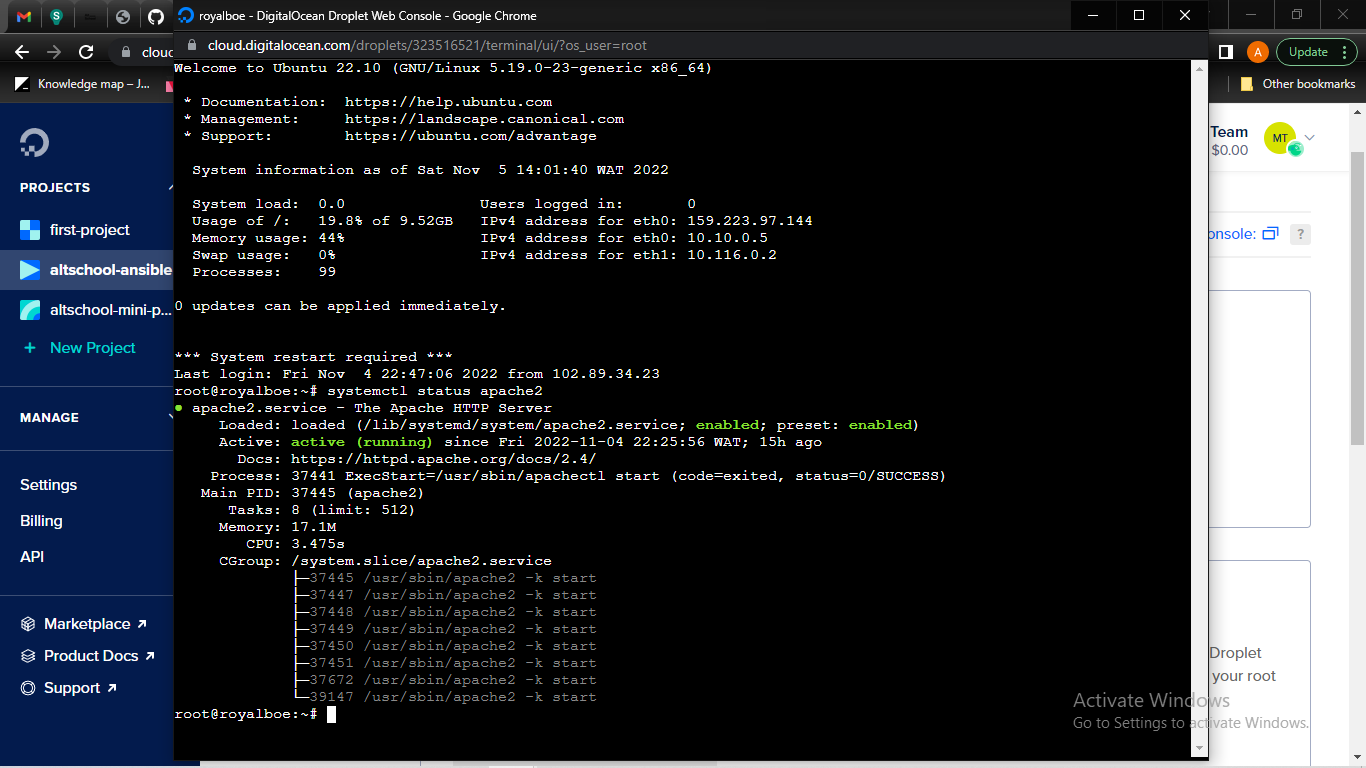 royalboe - DigitalOcean Droplet Web Console - Google Chrome
cloud.digitalocean.com/droplets/323516521/terminal/ui/?os_user=root
cloud
Update
Knowledge map – J...
Other bookmarks
PROJECTS
first-project
altschool-ansible
altschool-mini-p...
+ New Project
MANAGE
Settings
Billing
API
Marketplace ↗
Product Docs ↗
Support ↗
Welcome to Ubuntu 22.10 (GNU/Linux 5.19.0-23-generic x86_64)
* Documentation:  https://help.ubuntu.com
* Management:     https://landscape.canonical.com
* Support:        https://ubuntu.com/advantage
System information as of Sat Nov  5 14:01:40 WAT 2022
System load:  0.0               Users logged in:       0
Usage of /:   19.8% of 9.52GB   IPv4 address for eth0: 159.223.97.144
Memory usage: 44%               IPv4 address for eth0: 10.10.0.5
Swap usage:   0%                IPv4 address for eth1: 10.116.0.2
Processes:    99
0 updates can be applied immediately.
*** System restart required ***
Last login: Fri Nov  4 22:47:06 2022 from 102.89.34.23
root@royalboe:~# systemctl status apache2
● apache2.service - The Apache HTTP Server
Loaded: loaded (/lib/systemd/system/apache2.service; enabled; preset: enabled)
Active: active (running) since Fri 2022-11-04 22:25:56 WAT; 15h ago
Docs: https://httpd.apache.org/docs/2.4/
Process: 37441 ExecStart=/usr/sbin/apachectl start (code=exited, status=0/SUCCESS)
Main PID: 37445 (apache2)
Tasks: 8 (limit: 512)
Memory: 17.1M
CPU: 3.475s
CGroup: /system.slice/apache2.service
├─37445 /usr/sbin/apache2 -k start
├─37447 /usr/sbin/apache2 -k start
├─37448 /usr/sbin/apache2 -k start
├─37449 /usr/sbin/apache2 -k start
├─37450 /usr/sbin/apache2 -k start
├─37451 /usr/sbin/apache2 -k start
├─37672 /usr/sbin/apache2 -k start
└─39147 /usr/sbin/apache2 -k start
root@royalboe:~#
Team
$0.00
MT
A
onsole:
?
Droplet
your root
Activate Windows
Go to Settings to activate Windows.